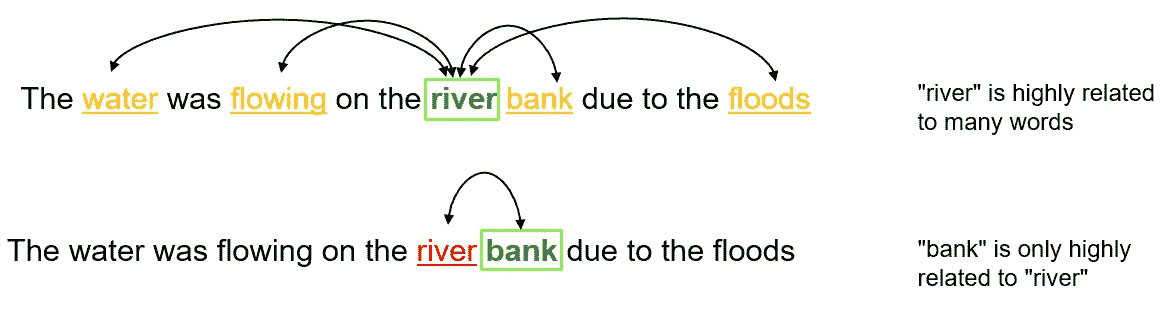 The water was flowing on the river bank due to the floods
"river" is highly related
to many words
The water was flowing on the river bank due to the floods
"bank" is only highly
related to "river"